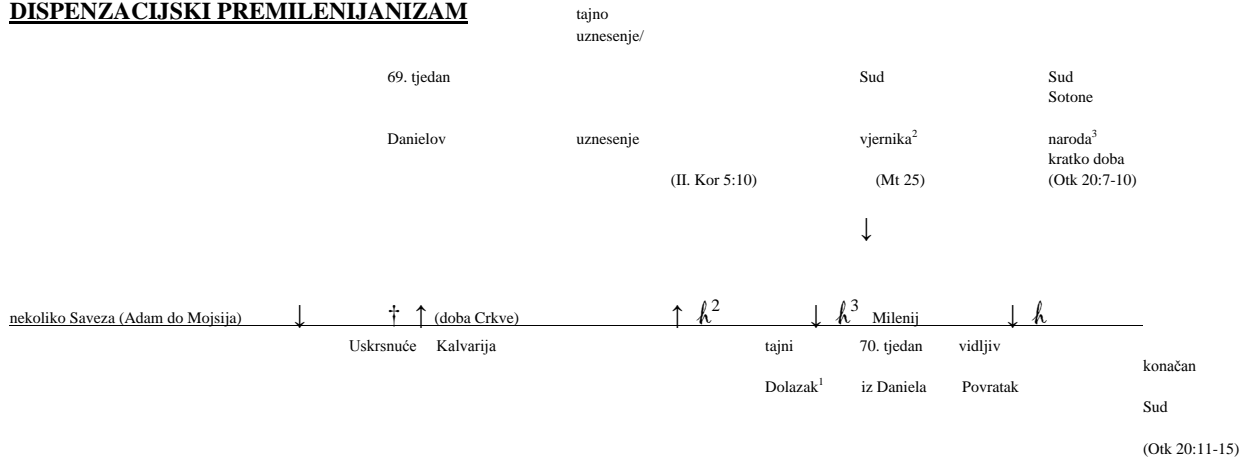 DISPENZACIJSKI PREMILENIJANIZAM tajno
uznesenje/
69. tjedan Sud Sud
Sotone
Danielov uznesenje vjernika² naroda³
kratko doba
(II. Kor 5:10) (Mt 25) (Otk 20:7-10)
↓
nekoliko Saveza (Adam do Mojsija) ↓ † ↑ (doba Crkve) ↑ h² ↓ h³ Milenij ↓ h
Uskrsnuće Kalvarija tajni 70. tjedan vidljiv
konačan
Dolazak¹ iz Daniela Povratak
Sud
(Otk 20:11-15)